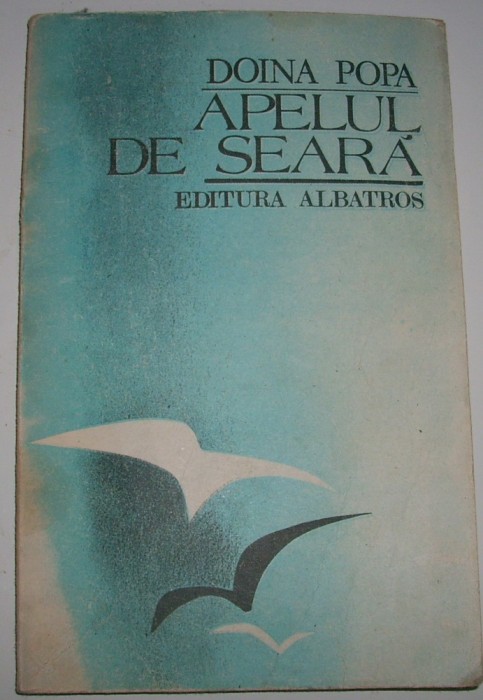 DOINA POPA
APELUL
DE SEARĂ
EDITURA ALBATROS